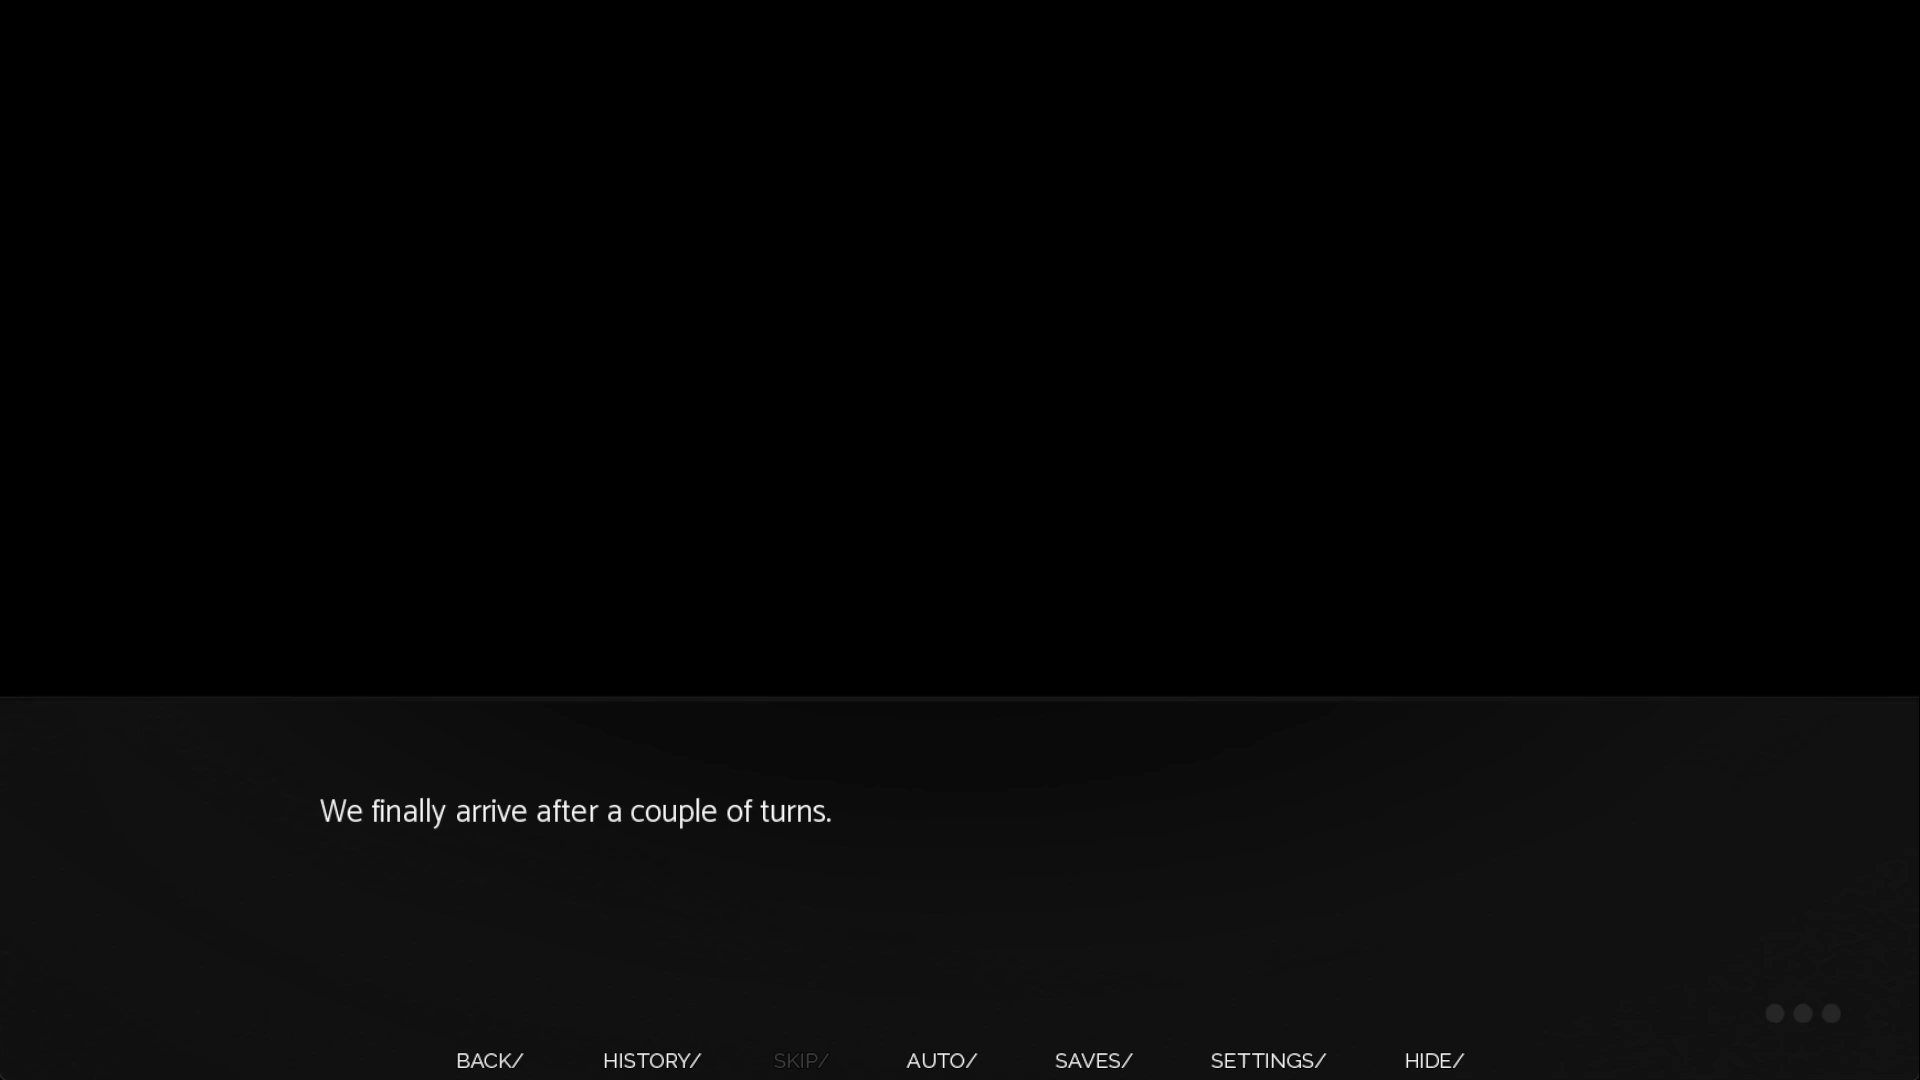 We finally arrive after a couple of turns.
BACK/ HISTORY/ SKIP/ AUTO/ SAVES/ SETTINGS/ HIDE/